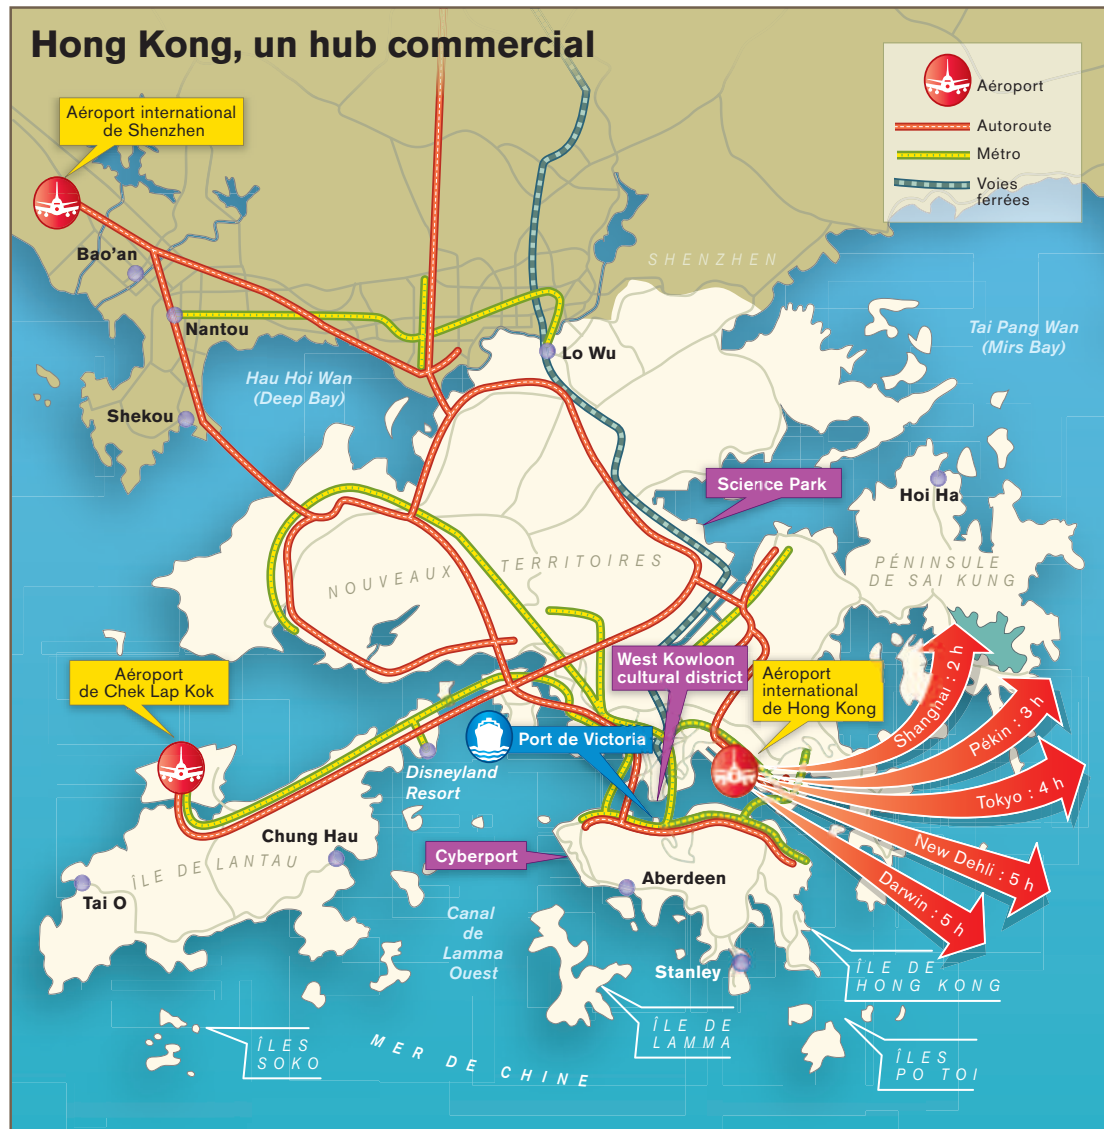 Hong Kong, un hub commercial
Aéroport
Autoroute
Métro
Voies
ferrées
Aéroport international
de Shenzhen
Bao'an
Nantou
Shekou
Hau Hoi Wan
(Deep Bay)
Lo Wu
SHENZHEN
Tai Pang Wan
(Mirs Bay)
Science Park
Hoi Ha
PÉNINSULE
DE SAI KUNG
NOUVEAUX TERRITOIRES
Aéroport
de Chek Lap Kok
West Kowloon
cultural district
Aéroport
international
de Hong Kong
Port de Victoria
Disneyland
Resort
Shanghai : 2 h
Pékin : 3 h
Tokyo : 4 h
New Dehli : 5 h
Darwin : 5 h
Chung Hau
ÎLE DE LANTAU
Tai O
Cyberport
Aberdeen
Canal
de
Lamma
Ouest
Stanley
ÎLE DE
HONG KONG
ÎLE DE
LAMMA
ÎLES
SOKO
ÎLES
PO TOI
MER DE CHINE